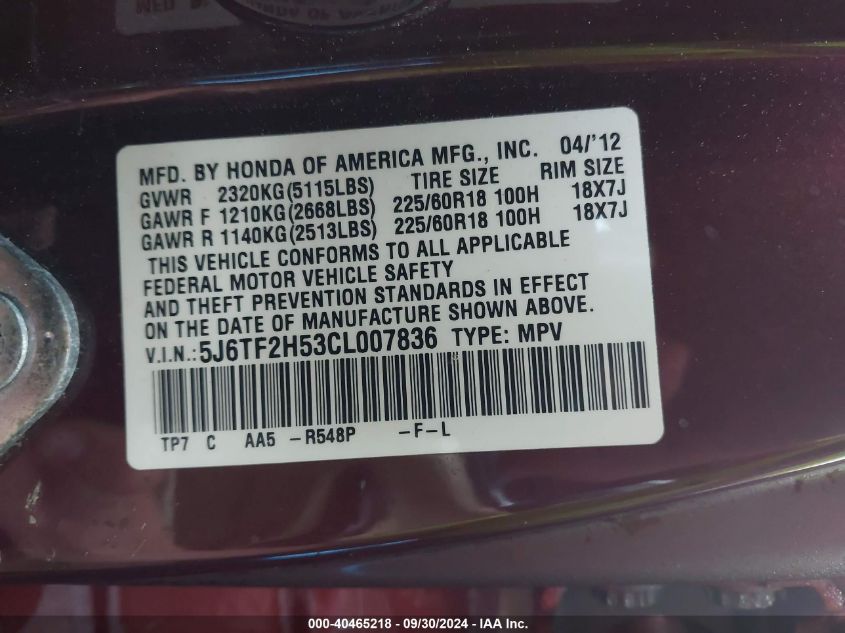 MFD. BY HONDA OF AMERICA MFG., INC. 04/'12
GVWR 2320KG(5115LBS) TIRE SIZE RIM SIZE
GAWR F 1210KG(2668LBS) 225/60R18 100H 18X7J
GAWR R 1140KG(2513LBS) 225/60R18 100H 18X7J
THIS VEHICLE CONFORMS TO ALL APPLICABLE
FEDERAL MOTOR VEHICLE SAFETY
AND THEFT PREVENTION STANDARDS IN EFFECT
ON THE DATE OF MANUFACTURE SHOWN ABOVE.
V.I.N.:5J6TF2H53CL007836 TYPE: MPV
TP7 C AA5 -R548P -F-L
000-40465218 - 09/30/2024 - IAA Inc.